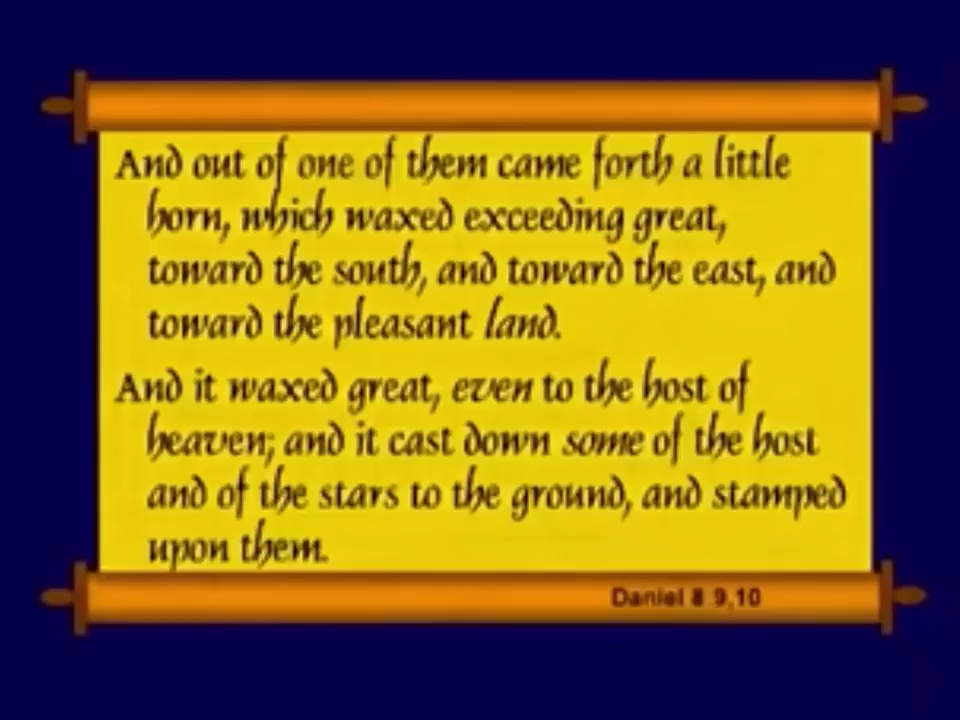 And out of one of them came forth a little
horn, which waxed exceeding great,
toward the south, and toward the east, and
toward the pleasant land.
And it waxed great, even to the host of
heaven; and it cast down some of the host
and of the stars to the ground, and stamped
upon them.
Daniel 8 9,10